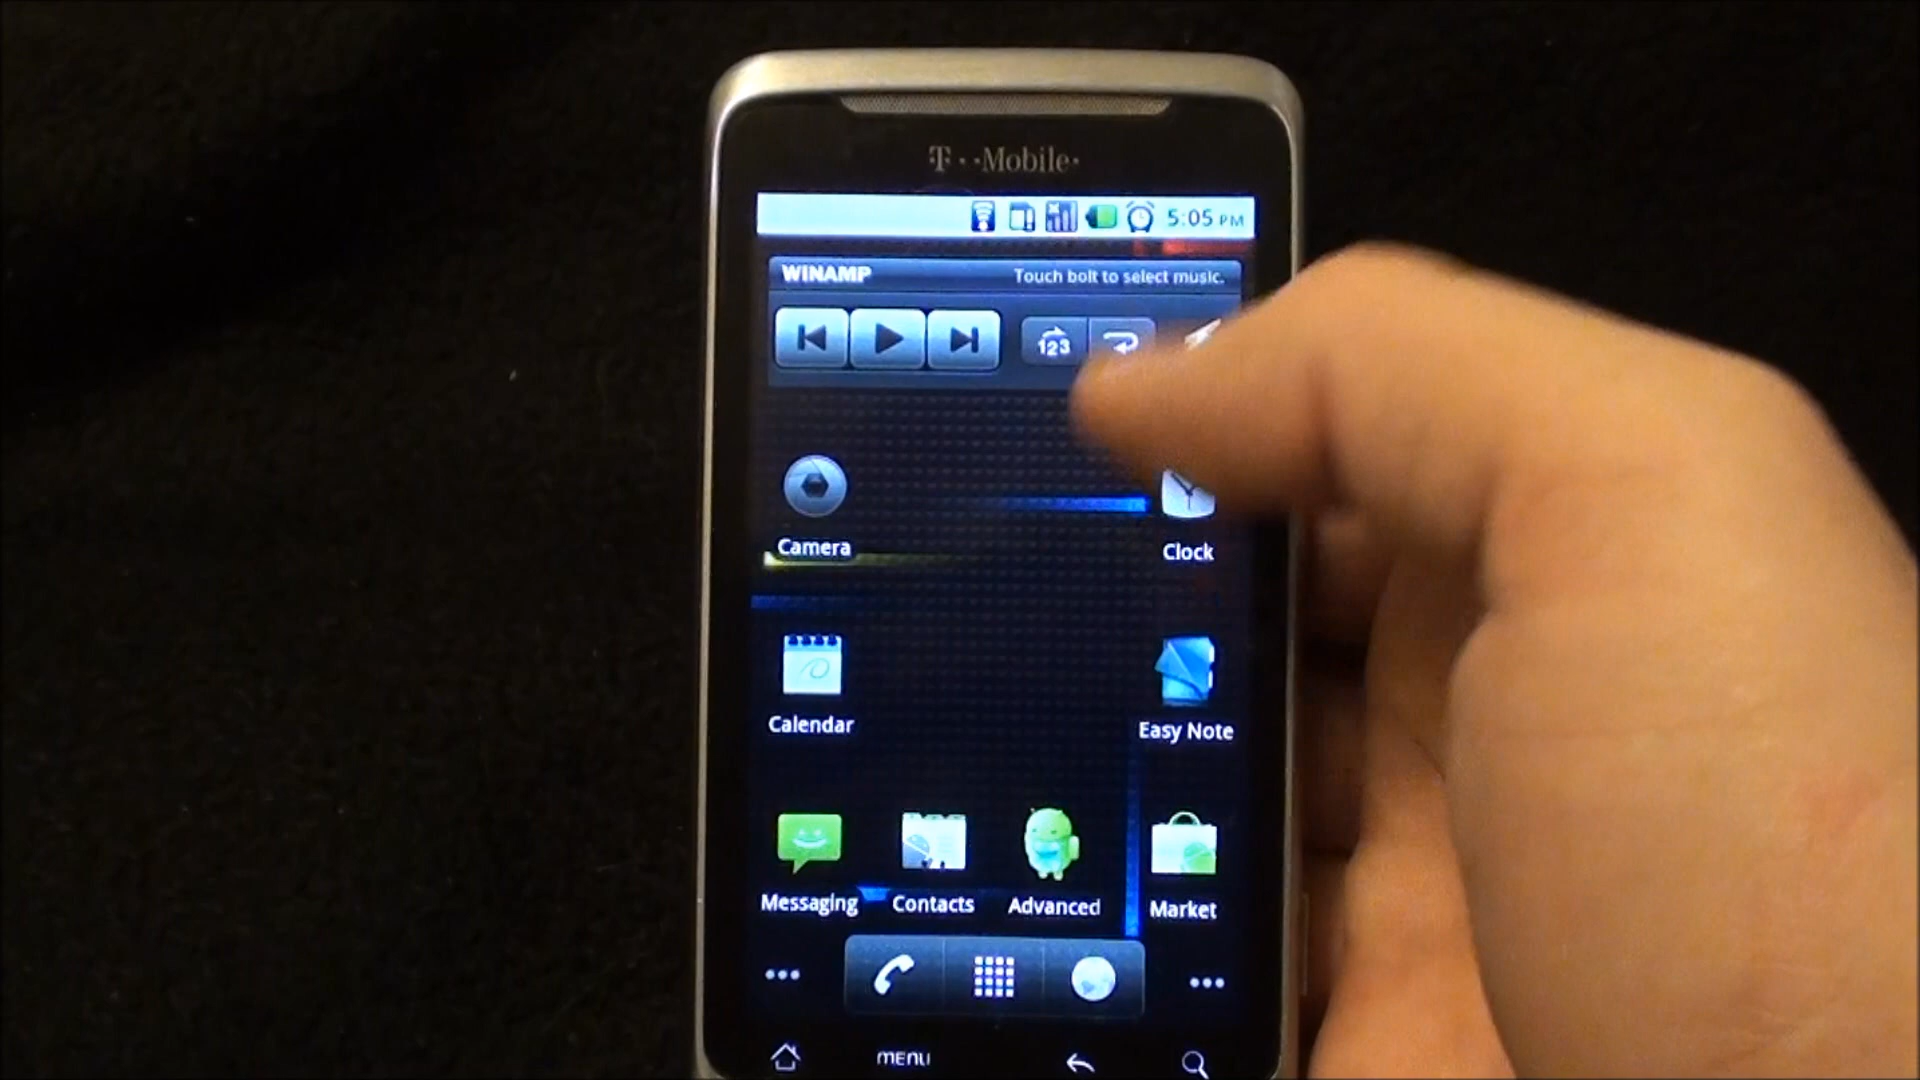 T··Mobile·
5:05 PM
WINAMP
Touch bolt to select music.
123
Camera
Clock
Calendar
Easy Note
Messaging
Contacts
Advanced
Market
MENU